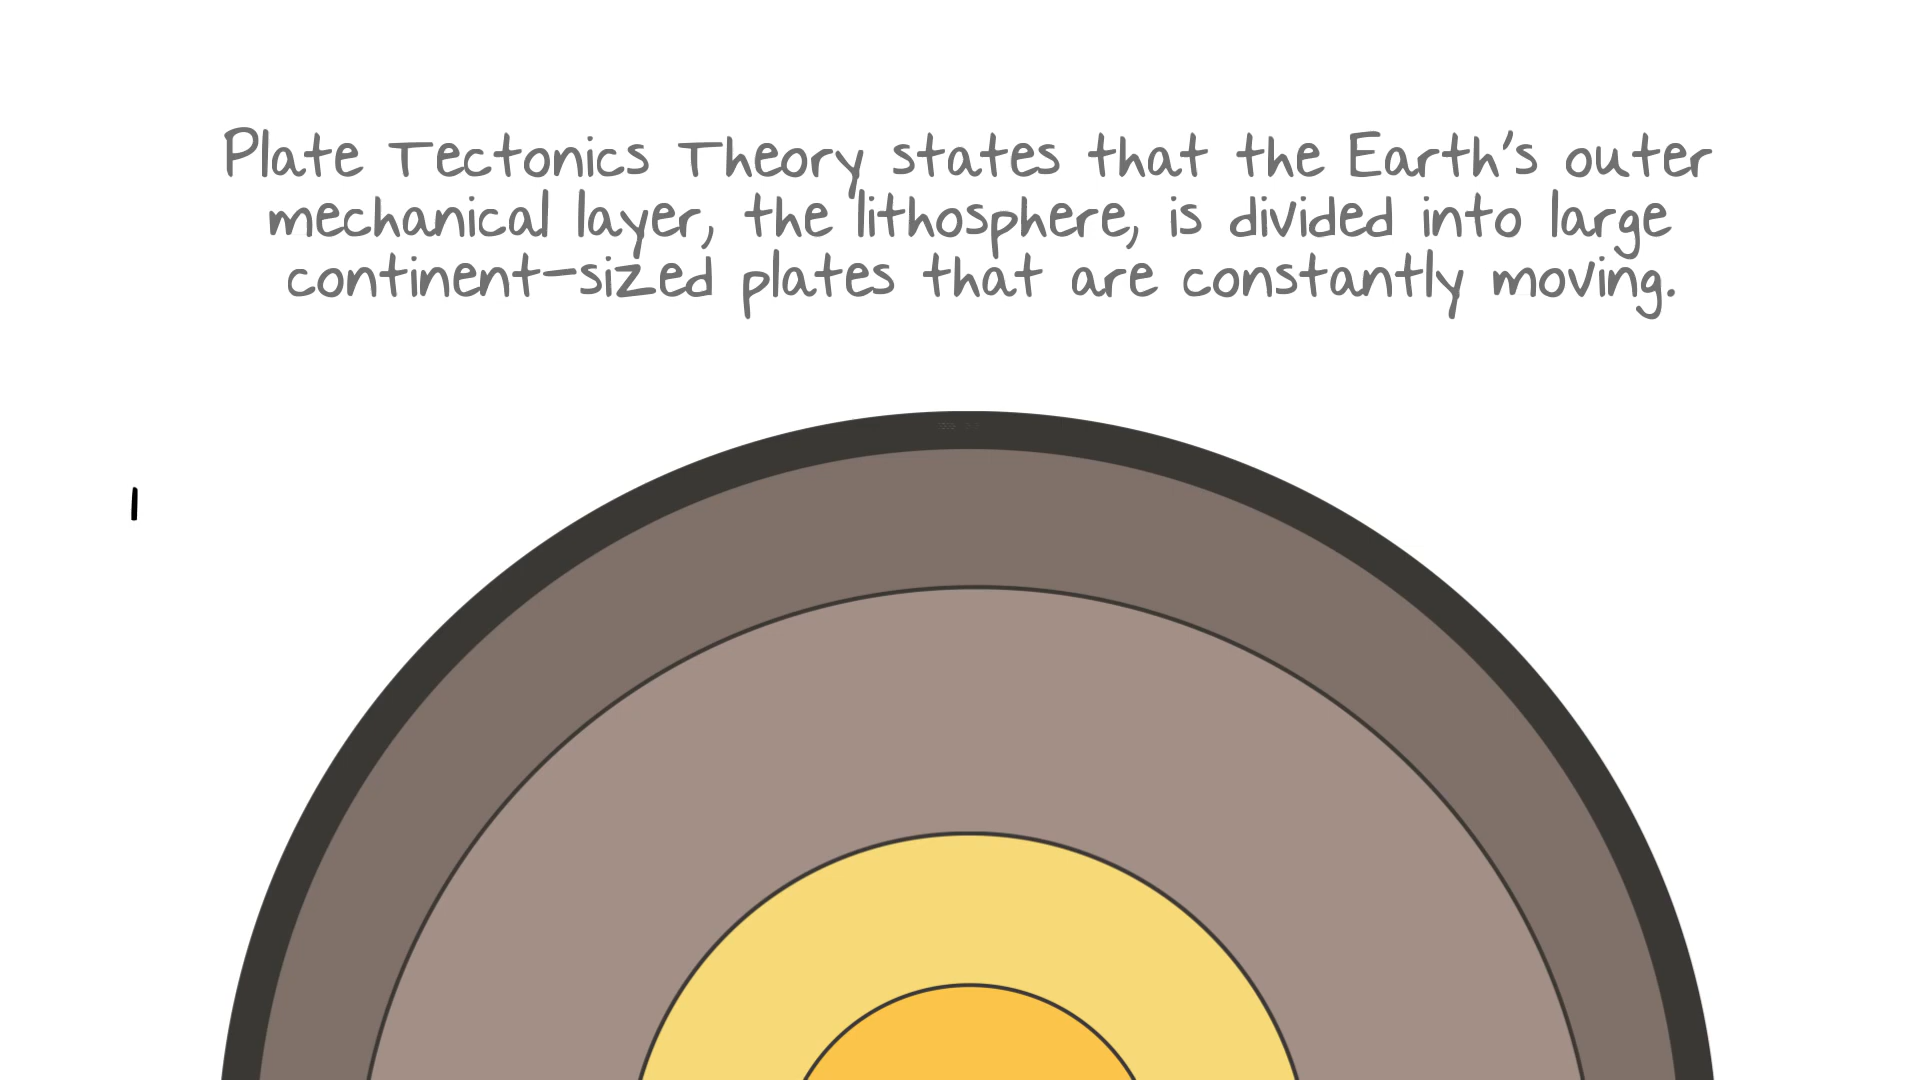 Plate Tectonics Theory states that the Earth's outer
mechanical layer, the lithosphere, is divided into large
continent-sized plates that are constantly moving.